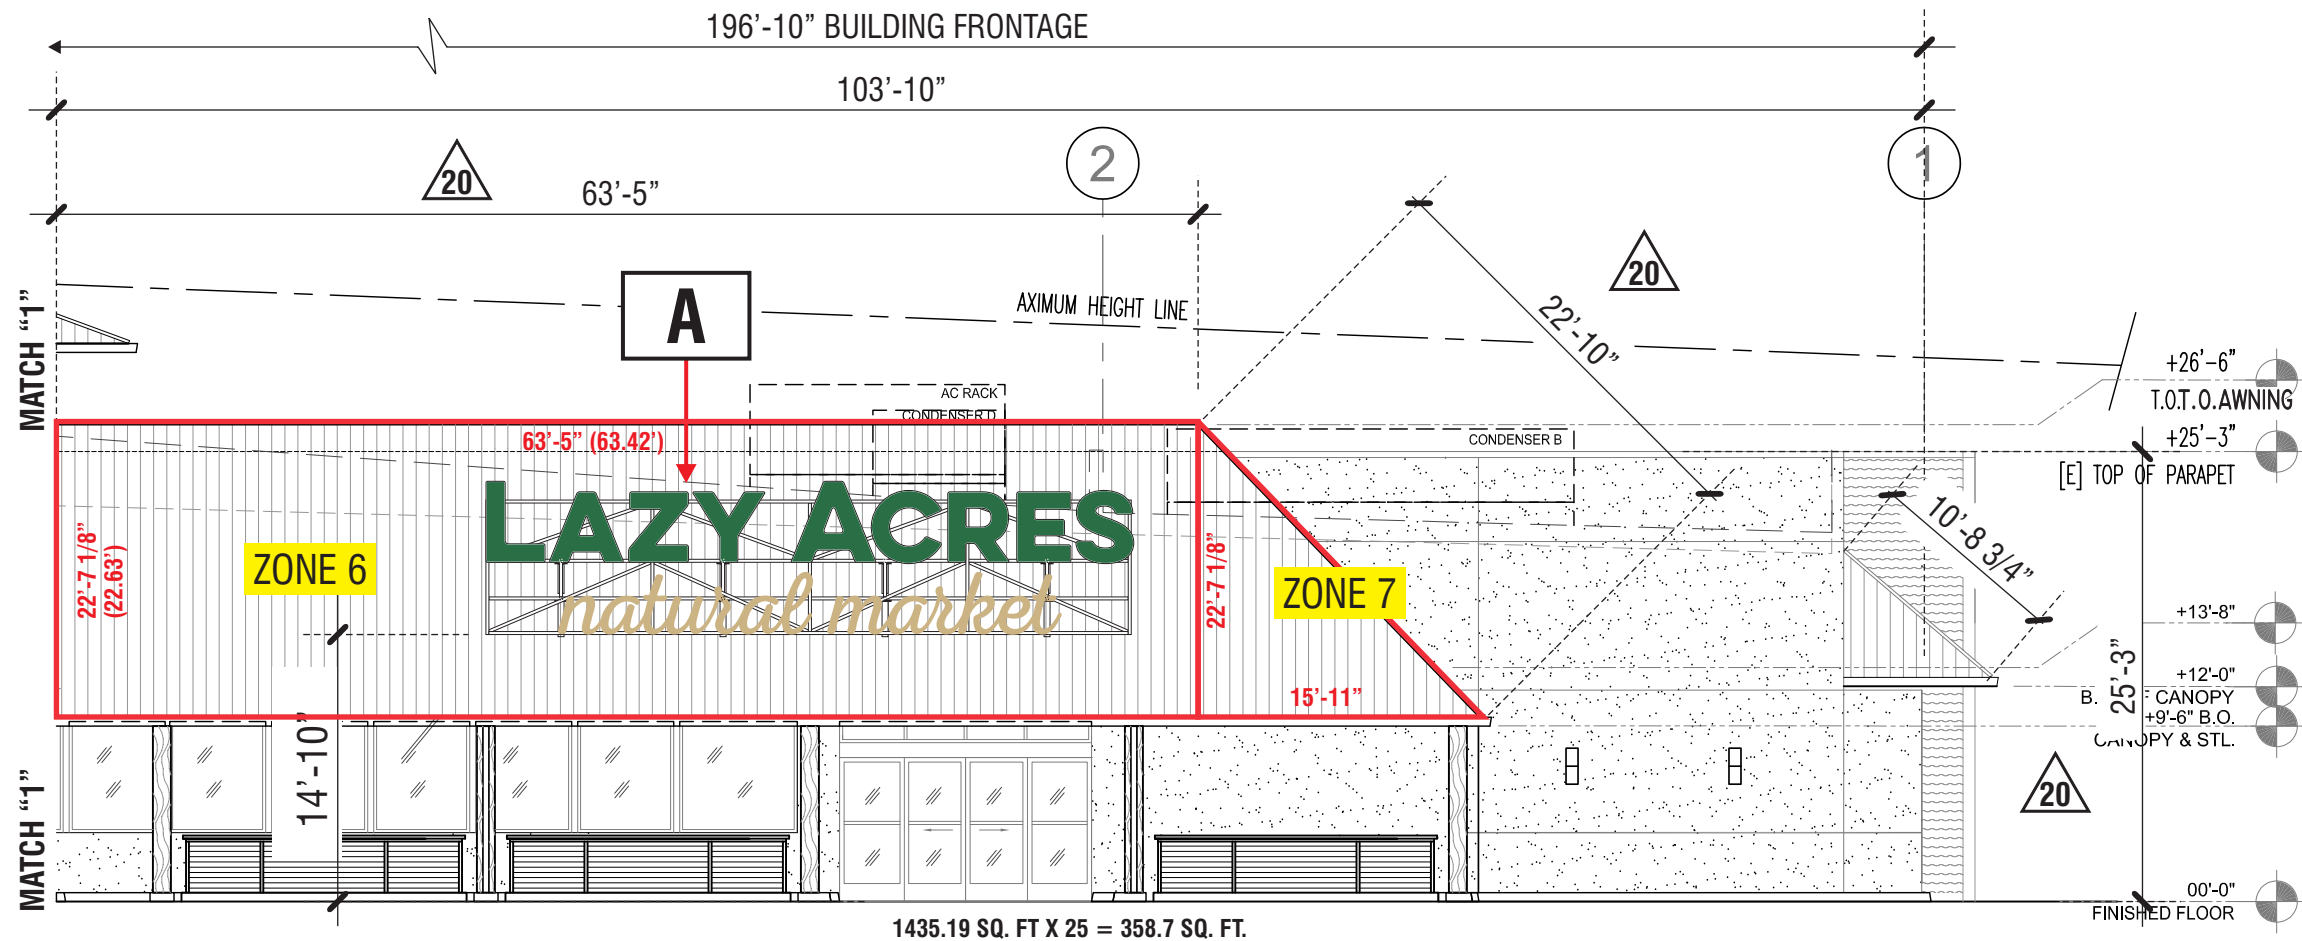 196’-10” BUILDING FRONTAGE
103’-10”
20
2
1
63’-5”
20
22’-10”
MATCH “1”
A
AXIMUM HEIGHT LINE
+26'-6"
T.O.T.O.AWNING
AC RACK
CONDENSER D
63’-5” (63.42’)
CONDENSER B
+25'-3"
[E] TOP OF PARAPET
LAZY ACRES
natural market
22’-7 1/8”
(22.63’)
ZONE 6
22’-7 1/8”
ZONE 7
10’-8 3/4”
+13'-8"
15’-11”
+12'-0"
CANOPY
+9'-6" B.O.
CANOPY & STL.
25’-3”
14’-10”
20
MATCH “1”
00'-0"
FINISHED FLOOR
1435.19 SQ. FT X 25 = 358.7 SQ. FT.